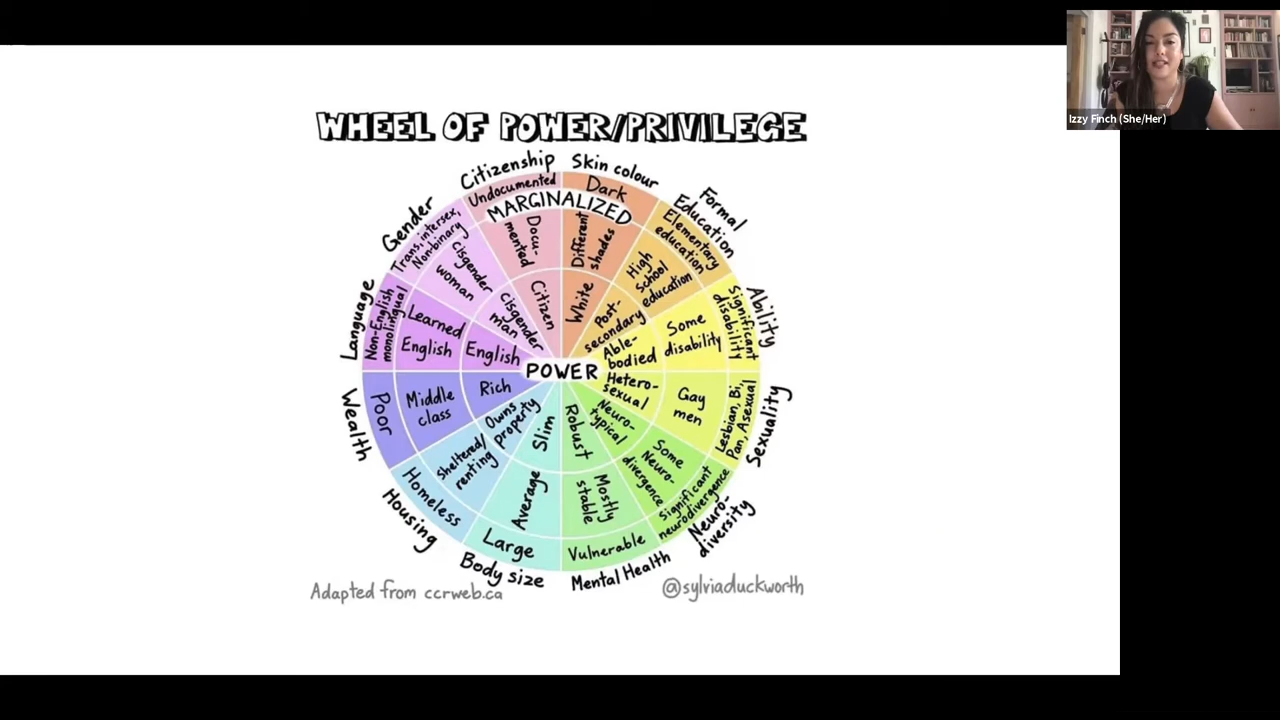 Izzy Finch (She/Her)
WHEEL OF POWER/PRIVILEGE
Citizenship
Undocumented
Docu-
mented
Citizen
Skin colour
Dark
Different
shades
White
MARGINALIZED
Formal
Education
Elementary
education
High
school
education
Post-
secondary
Ability
Significant
disability
Some
disability
Able-
bodied
Sexuality
Lesbian, Bi,
Pan, Asexual
Gay
men
Hetero-
sexual
Neuro-
diversity
Significant
neurodivergence
Some
Neuro-
divergence
Neuro-
typical
Mental Health
Vulnerable
Mostly
stable
Robust
Body size
Large
Average
Slim
Housing
Homeless
Sheltered/
renting
Owns
property
Wealth
Poor
Middle
class
Rich
Language
Non-English
monolingual
Learned
English
English
Gender
Trans, intersex,
Non-binary
cisgender
woman
cisgender
man
POWER
Adapted from ccrweb.ca
@sylviaduckworth